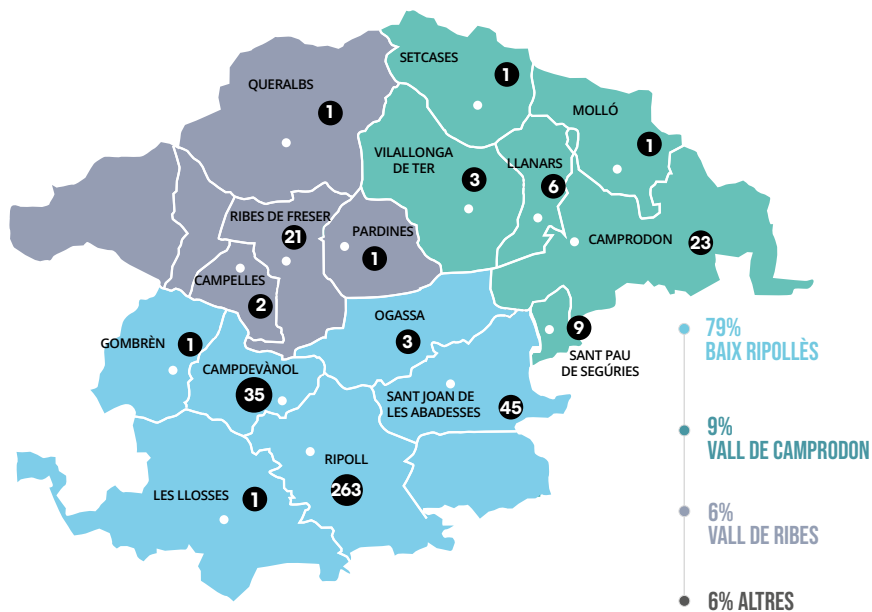 SETCASES
1
QUERALBS
1
MOLLÓ
1
VILALLONGA
DE TER
3
LLANARS
6
RIBES DE FRESER
21
PARDINES
1
CAMPRODON
23
CAMPELLES
2
OGASSA
3
GOMBRÈN
1
CAMPDEVÀNOL
35
9
SANT PAU
DE SEGÚRIES
SANT JOAN DE
LES ABADESSES
45
RIPOLL
263
LES LLOSSES
1
79%
BAIX RIPOLLÈS
9%
VALL DE CAMPRODON
6%
VALL DE RIBES
6% ALTRES